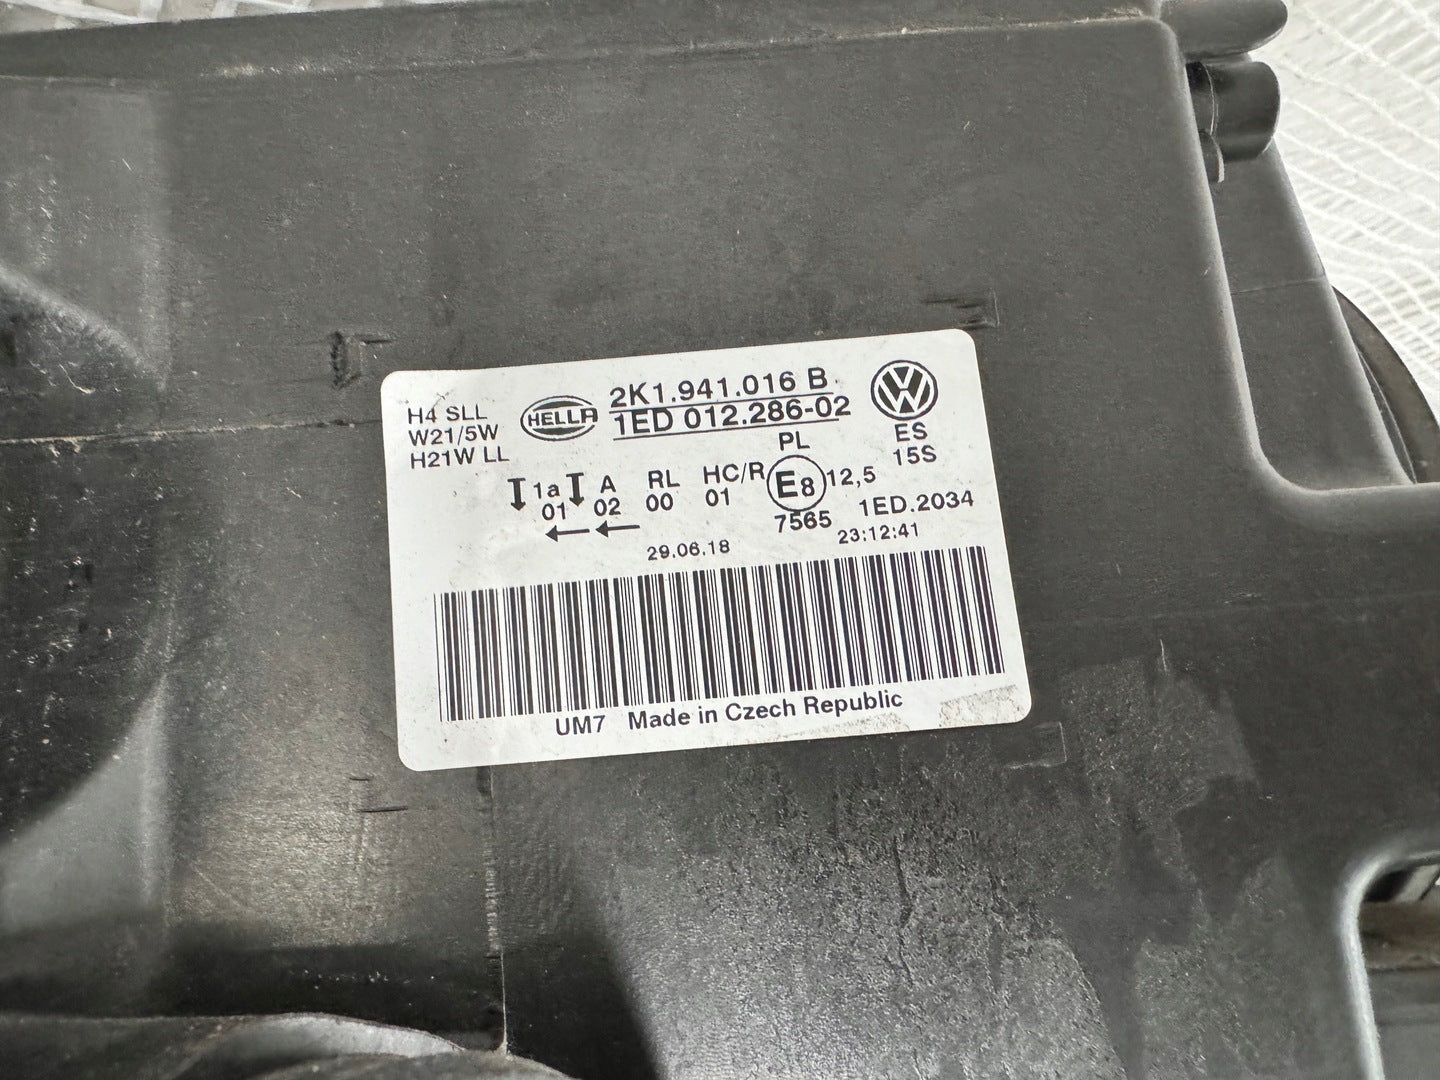 H4 SLL
W21/5W
H21W LL
HELLA
2K1.941.016 B
1ED 012.286-02
VW
ES
15S
PL
1a A RL HC/R E8 12,5
01 02 00 01
7565 1ED.2034
29.06.18 23:12:41
UM7 Made in Czech Republic